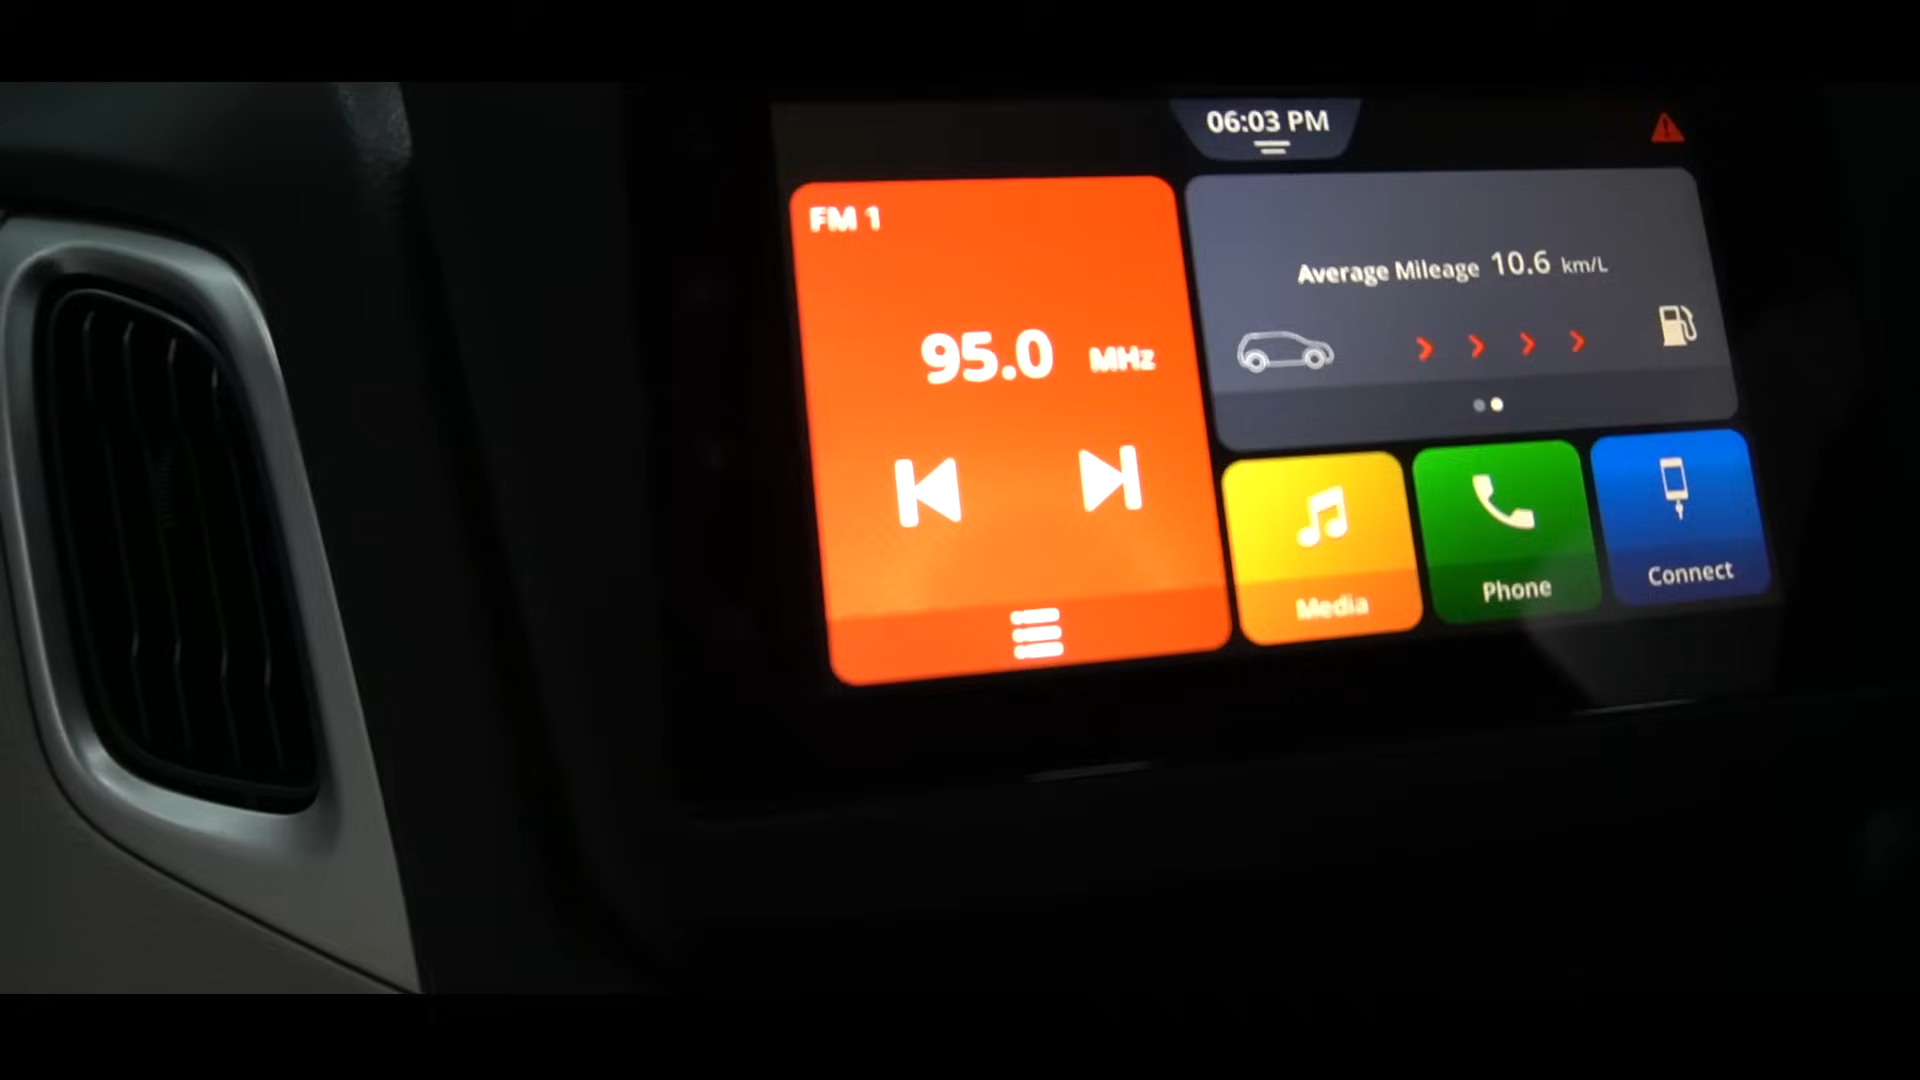 06:03 PM
FM 1
95.0 MHz
Average Mileage 10.6 km/L
Media
Phone
Connect